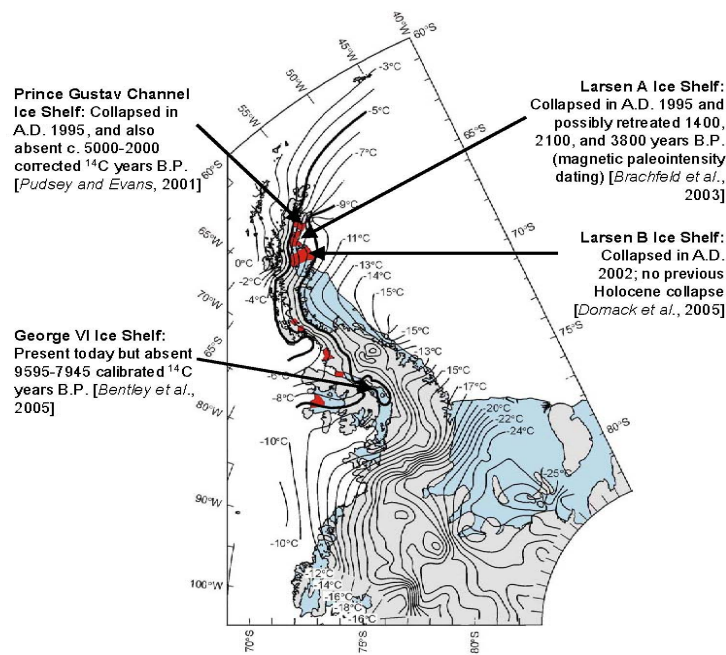 Prince Gustav Channel
Ice Shelf: Collapsed in
A.D. 1995, and also
absent c. 5000-2000
corrected ¹⁴C years B.P.
[Pudsey and Evans, 2001]
George VI Ice Shelf:
Present today but absent
9595-7945 calibrated ¹⁴C
years B.P. [Bentley et al.,
2005]
Larsen A Ice Shelf:
Collapsed in A.D. 1995 and
possibly retreated 1400,
2100, and 3800 years B.P.
(magnetic paleointensity
dating) [Brachfeld et al.,
2003]
Larsen B Ice Shelf:
Collapsed in A.D.
2002; no previous
Holocene collapse
[Domack et al., 2005]
40°W
60°S
45°W
50°W
55°W
60°S
65°S
65°W
70°S
70°W
65°S
75°S
80°W
80°S
90°W
100°W
70°S
75°S
80°S
-3°C
-5°C
-7°C
-9°C
-11°C
0°C
-2°C
-4°C
-13°C
-14°C
-15°C
-15°C
-13°C
-15°C
-17°C
-6°C
-8°C
-20°C
-22°C
-24°C
-25°C
-10°C
-10°C
-12°C
-14°C
-16°C
-18°C
-16°C